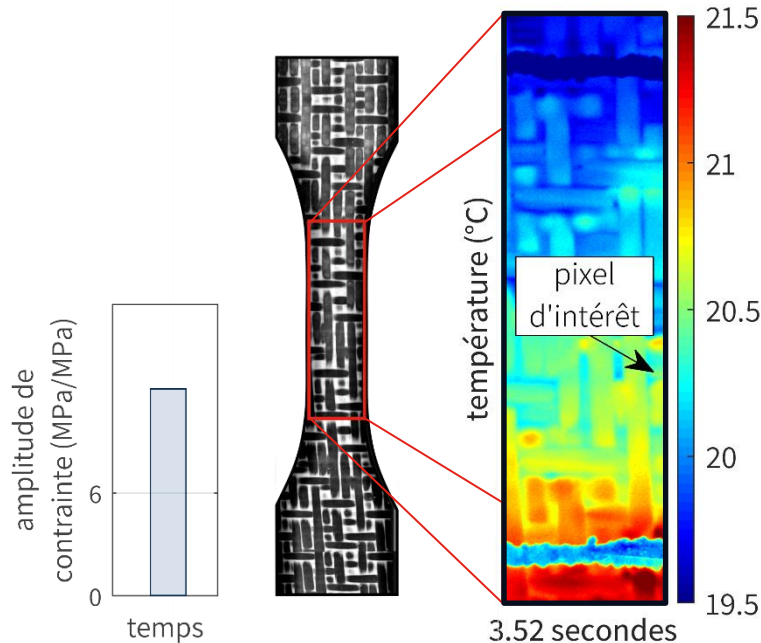 amplitude de
contrainte (MPa/MPa)
6
0
temps
température (°C)
pixel
d'intérêt
3.52 secondes
21.5
21
20.5
20
19.5